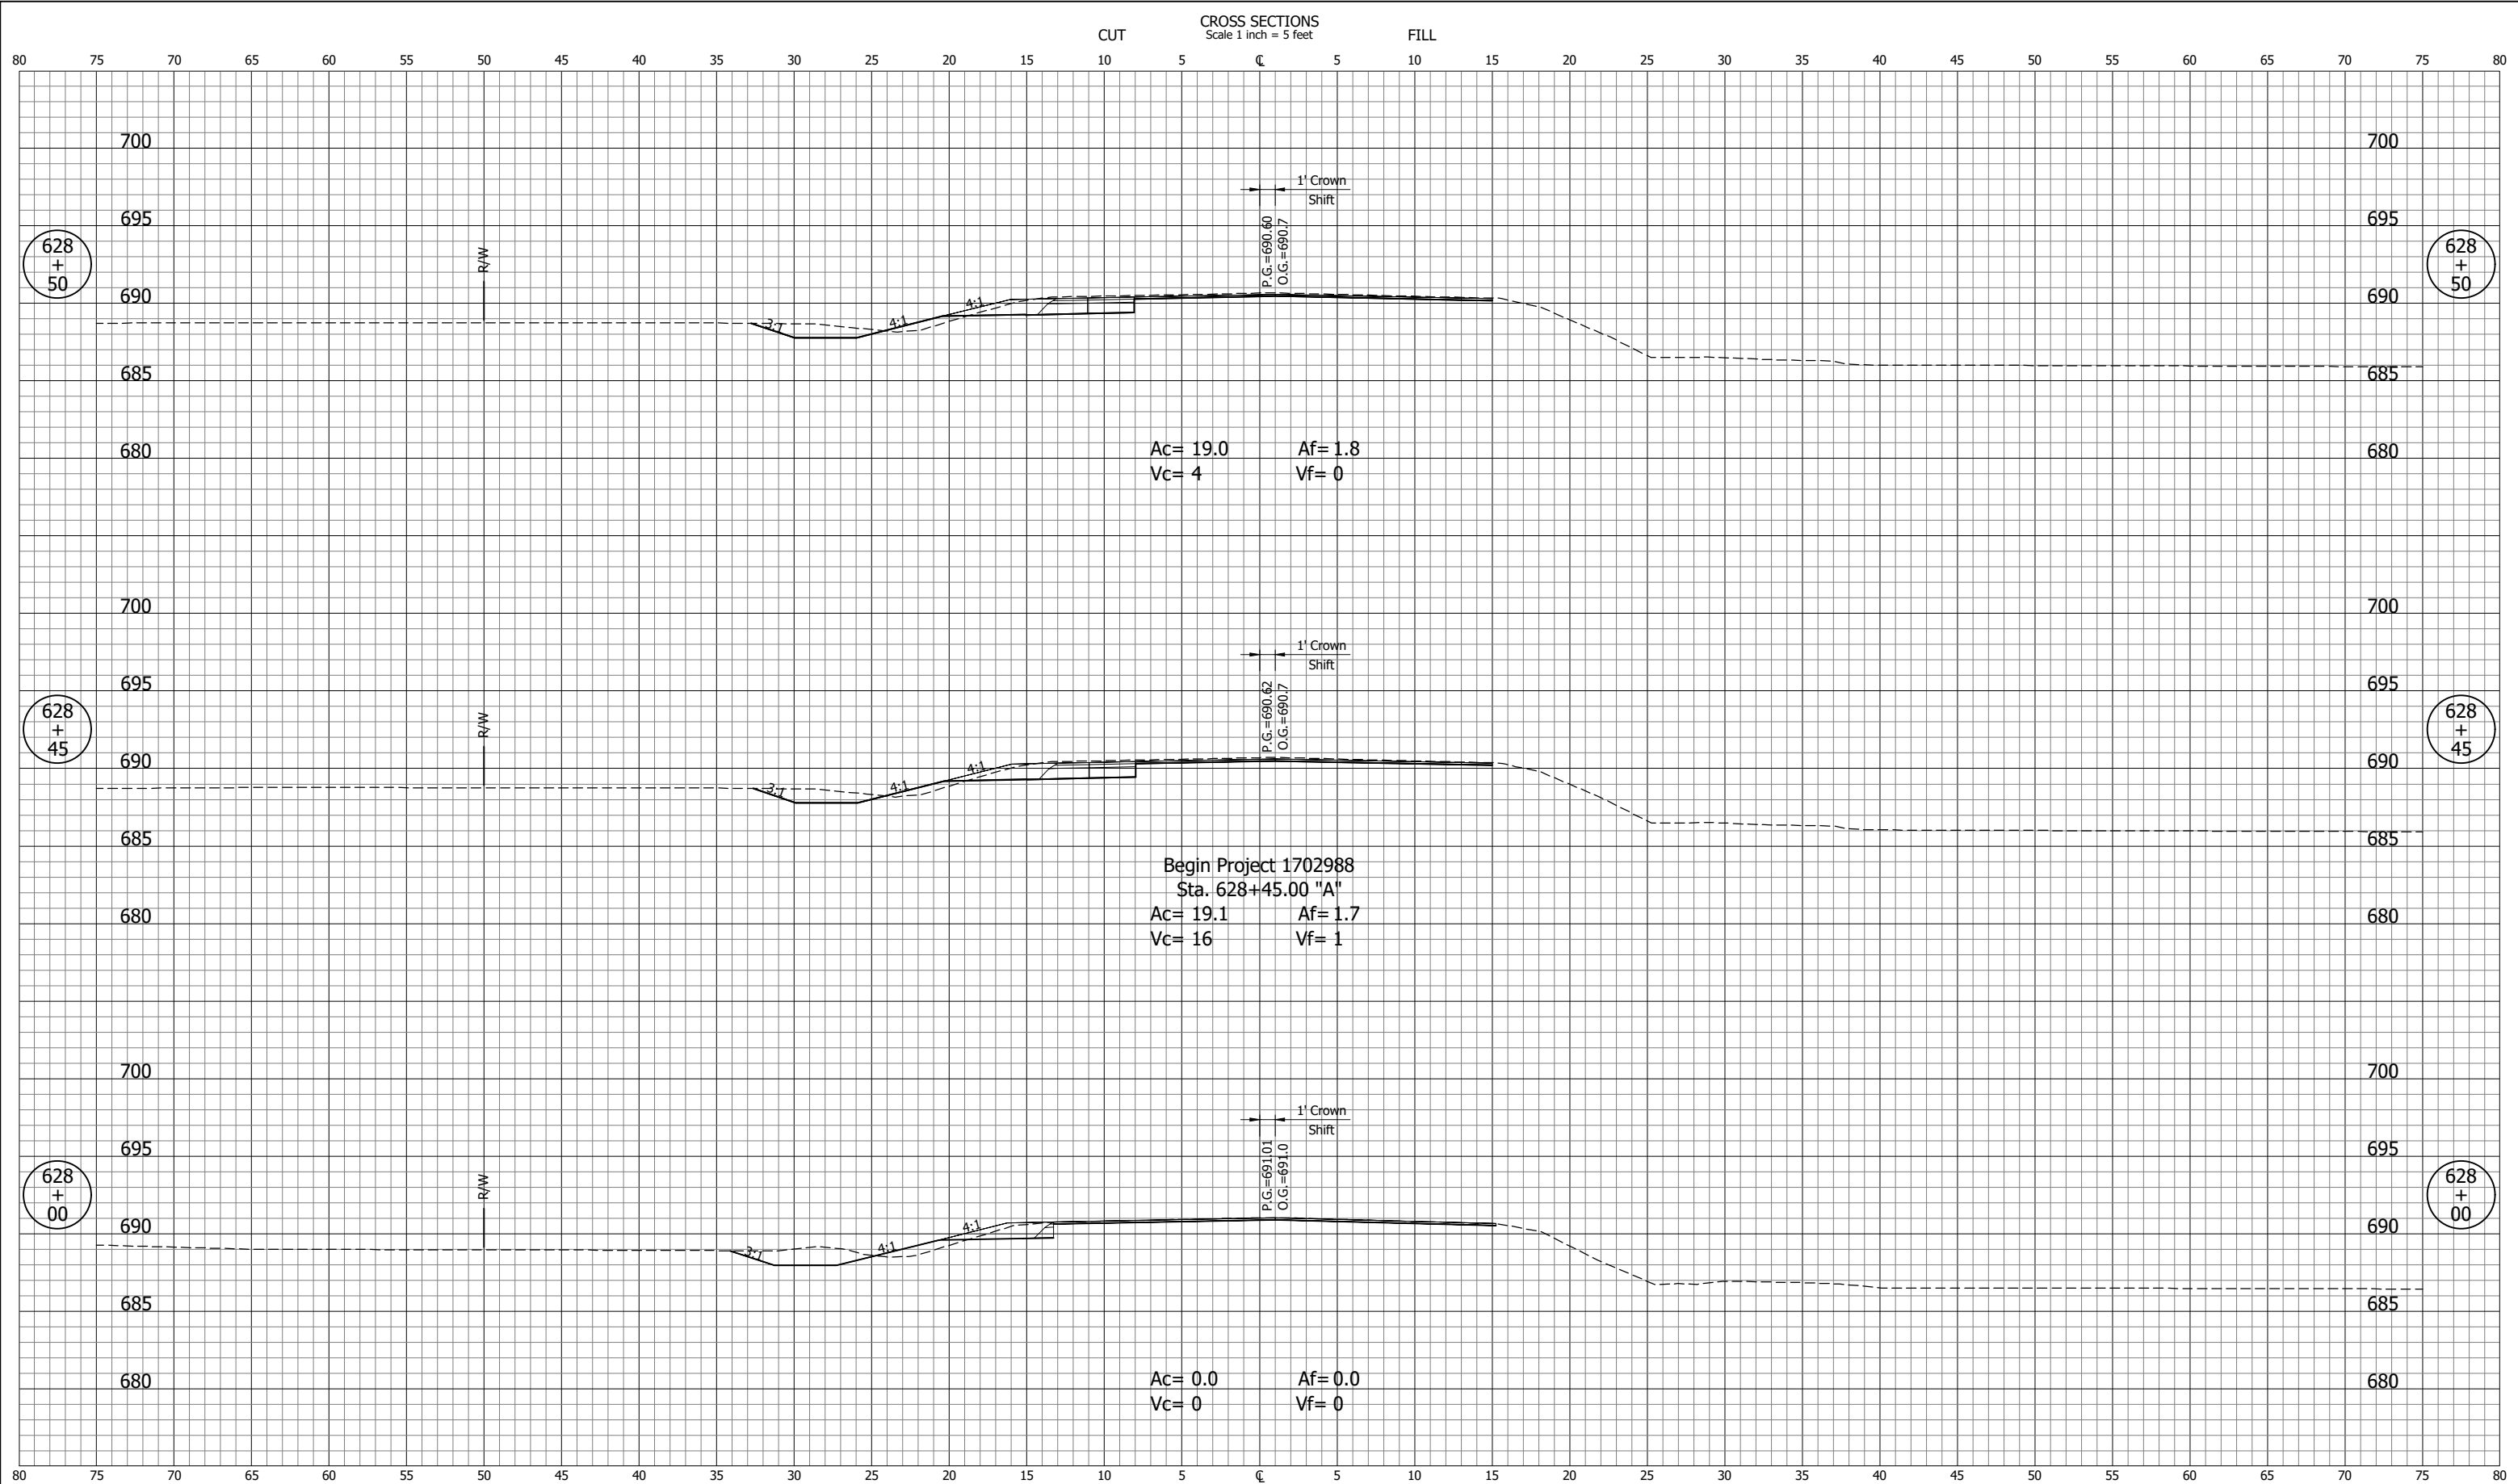 CROSS SECTIONS
CUT Scale 1 inch = 5 feet FILL
80 75 70 65 60 55 50 45 40 35 30 25 20 15 10 5 ℄ 5 10 15 20 25 30 35 40 45 50 55 60 65 70 75 80
700 700
1' Crown
Shift
695 695
628
+
50
R/W
P.G.=690.60
O.G.=690.7
628
+
50
690 690
3:1 4:1 4:1
685 685
680 680
Ac= 19.0 Af= 1.8
Vc= 4 Vf= 0
700 700
1' Crown
Shift
695 695
628
+
45
R/W
P.G.=690.62
O.G.=690.7
628
+
45
690 690
3:1 4:1 4:1
685 685
Begin Project 1702988
Sta. 628+45.00 "A"
680 680
Ac= 19.1 Af= 1.7
Vc= 16 Vf= 1
700 700
1' Crown
Shift
695 695
628
+
00
R/W
P.G.=691.01
O.G.=691.0
628
+
00
690 690
3:1 4:1 4:1
685 685
680 680
Ac= 0.0 Af= 0.0
Vc= 0 Vf= 0
80 75 70 65 60 55 50 45 40 35 30 25 20 15 10 5 ℄ 5 10 15 20 25 30 35 40 45 50 55 60 65 70 75 80